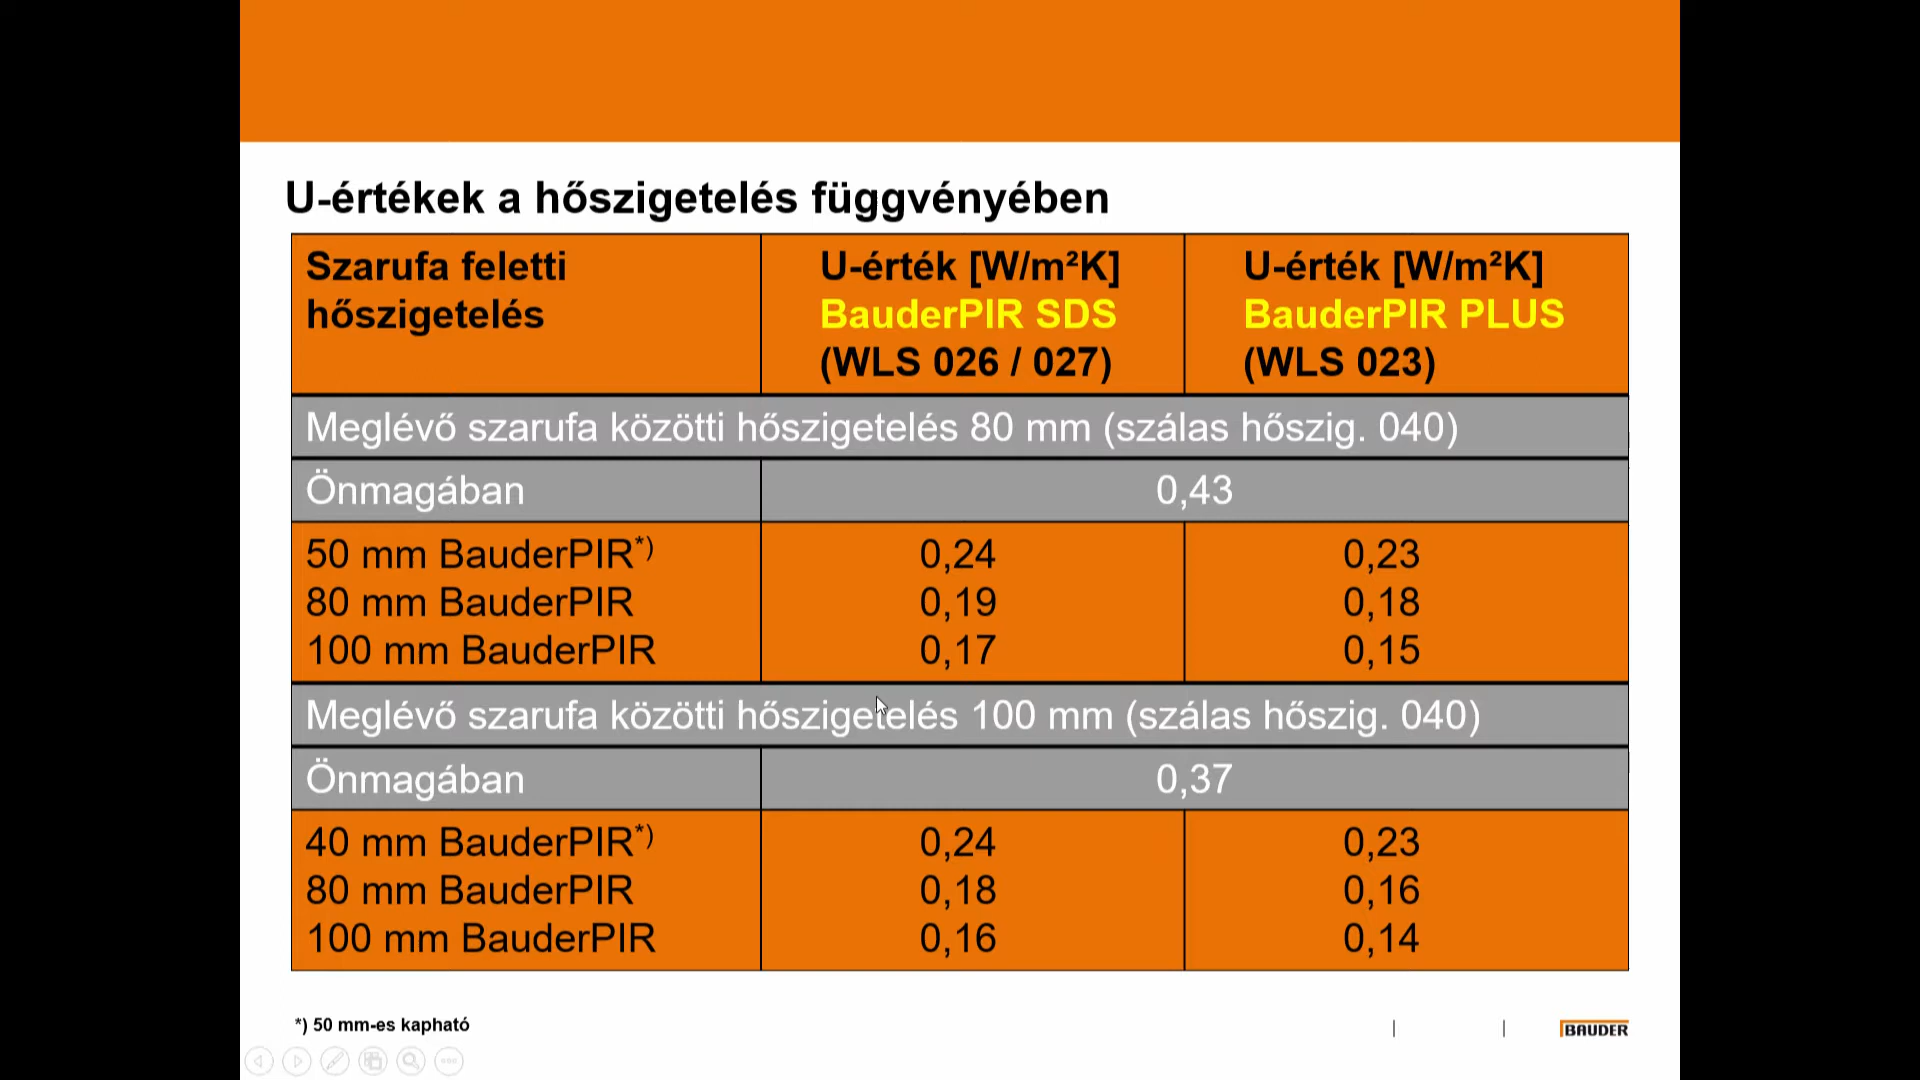 U-értékek a hőszigetelés függvényében
Szarufa feletti
hőszigetelés
U-érték [W/m²K]
BauderPIR SDS
(WLS 026 / 027)
U-érték [W/m²K]
BauderPIR PLUS
(WLS 023)
Meglévő szarufa közötti hőszigetelés 80 mm (szálas hőszig. 040)
Önmagában 0,43
50 mm BauderPIR*) 0,24 0,23
80 mm BauderPIR 0,19 0,18
100 mm BauderPIR 0,17 0,15
Meglévő szarufa közötti hőszigetelés 100 mm (szálas hőszig. 040)
Önmagában 0,37
40 mm BauderPIR*) 0,24 0,23
80 mm BauderPIR 0,18 0,16
100 mm BauderPIR 0,16 0,14
*) 50 mm-es kapható
BAUDER